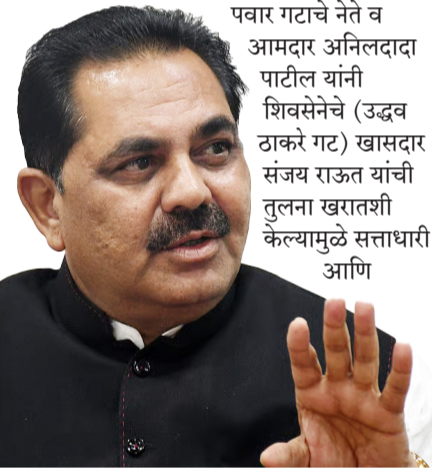 पवार गटाचे नेते व
आमदार अनिलदादा
पाटील यांनी
शिवसेनेचे (उद्धव
ठाकरे गट) खासदार
संजय राऊत यांची
तुलना खरातशी
केल्यामुळे सत्ताधारी
आणि